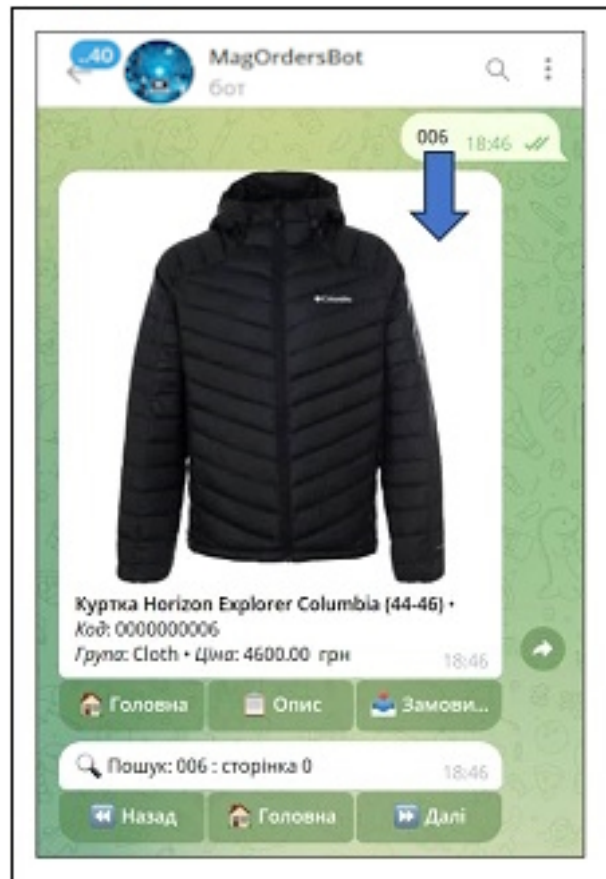 ..40
MagOrdersBot
бот
006 18:46
Columbia
Куртка Horizon Explorer Columbia (44-46) •
Код: 0000000006
Група: Cloth • Ціна: 4600.00 грн 18:46
Головна Опис Замови...
Пошук: 006 : сторінка 0 18:46
Назад Головна Далі